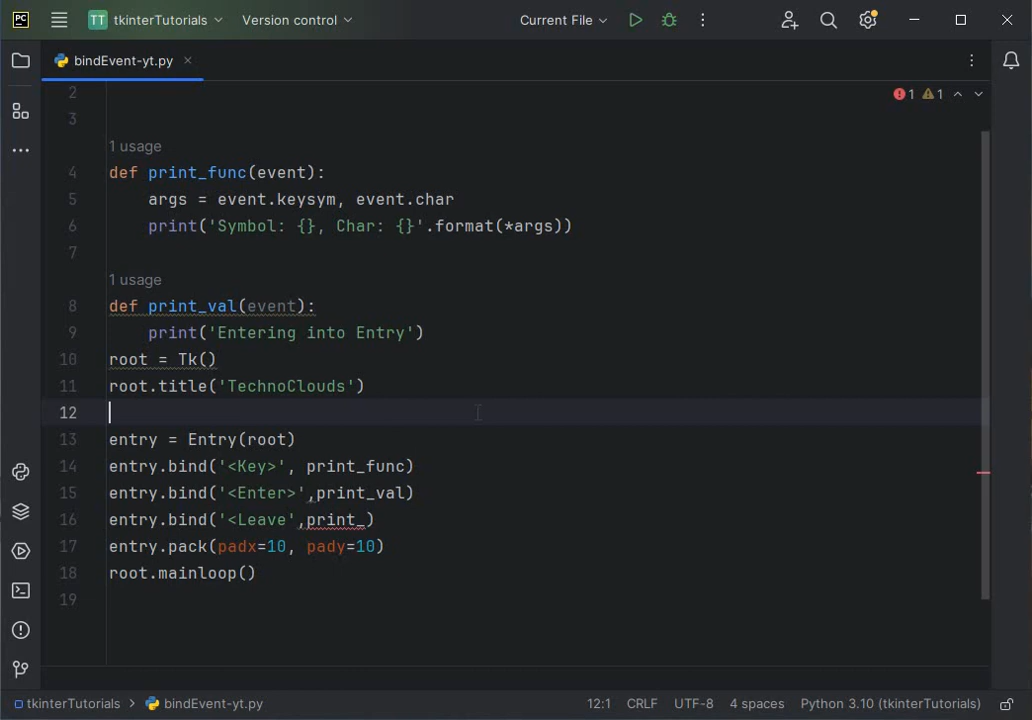 PC TT tkinterTutorials Version control Current File
bindEvent-yt.py
2 1 1
3
1 usage
4 def print_func(event):
5 args = event.keysym, event.char
6 print('Symbol: {}, Char: {}'.format(*args))
7
1 usage
8 def print_val(event):
9 print('Entering into Entry')
10 root = Tk()
11 root.title('TechnoClouds')
12
13 entry = Entry(root)
14 entry.bind('<Key>', print_func)
15 entry.bind('<Enter>',print_val)
16 entry.bind('<Leave',print_)
17 entry.pack(padx=10, pady=10)
18 root.mainloop()
19
tkinterTutorials > bindEvent-yt.py 12:1 CRLF UTF-8 4 spaces Python 3.10 (tkinterTutorials)